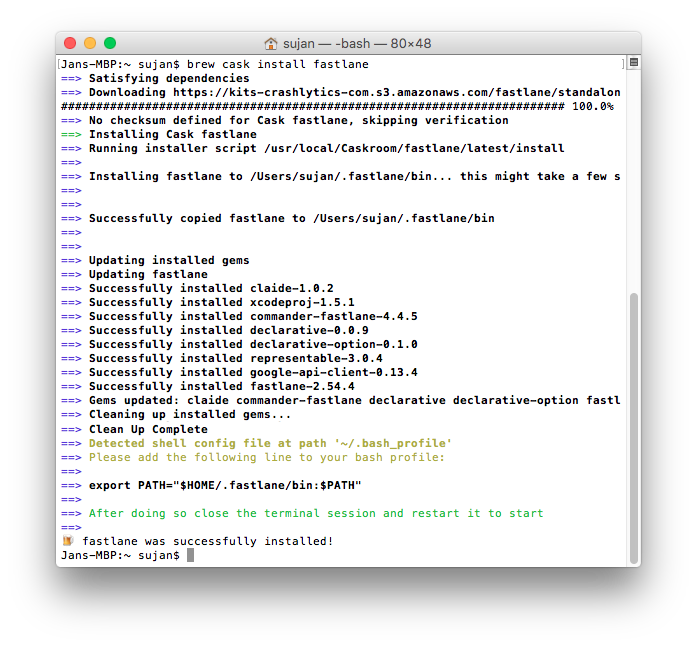 sujan — -bash — 80×48
[Jans-MBP:~ sujan$ brew cask install fastlane ]
==> Satisfying dependencies
==> Downloading https://kits-crashlytics-com.s3.amazonaws.com/fastlane/standalon
######################################################################## 100.0%
==> No checksum defined for Cask fastlane, skipping verification
==> Installing Cask fastlane
==> Running installer script /usr/local/Caskroom/fastlane/latest/install
==>
==> Installing fastlane to /Users/sujan/.fastlane/bin... this might take a few s
==>
==>
==> Successfully copied fastlane to /Users/sujan/.fastlane/bin
==>
==>
==> Updating installed gems
==> Updating fastlane
==> Successfully installed claide-1.0.2
==> Successfully installed xcodeproj-1.5.1
==> Successfully installed commander-fastlane-4.4.5
==> Successfully installed declarative-0.0.9
==> Successfully installed declarative-option-0.1.0
==> Successfully installed representable-3.0.4
==> Successfully installed google-api-client-0.13.4
==> Successfully installed fastlane-2.54.4
==> Gems updated: claide commander-fastlane declarative declarative-option fastl
==> Cleaning up installed gems...
==> Clean Up Complete
==> Detected shell config file at path '~/.bash_profile'
==> Please add the following line to your bash profile:
==>
==> export PATH="$HOME/.fastlane/bin:$PATH"
==>
==> After doing so close the terminal session and restart it to start
==>
🍺 fastlane was successfully installed!
Jans-MBP:~ sujan$